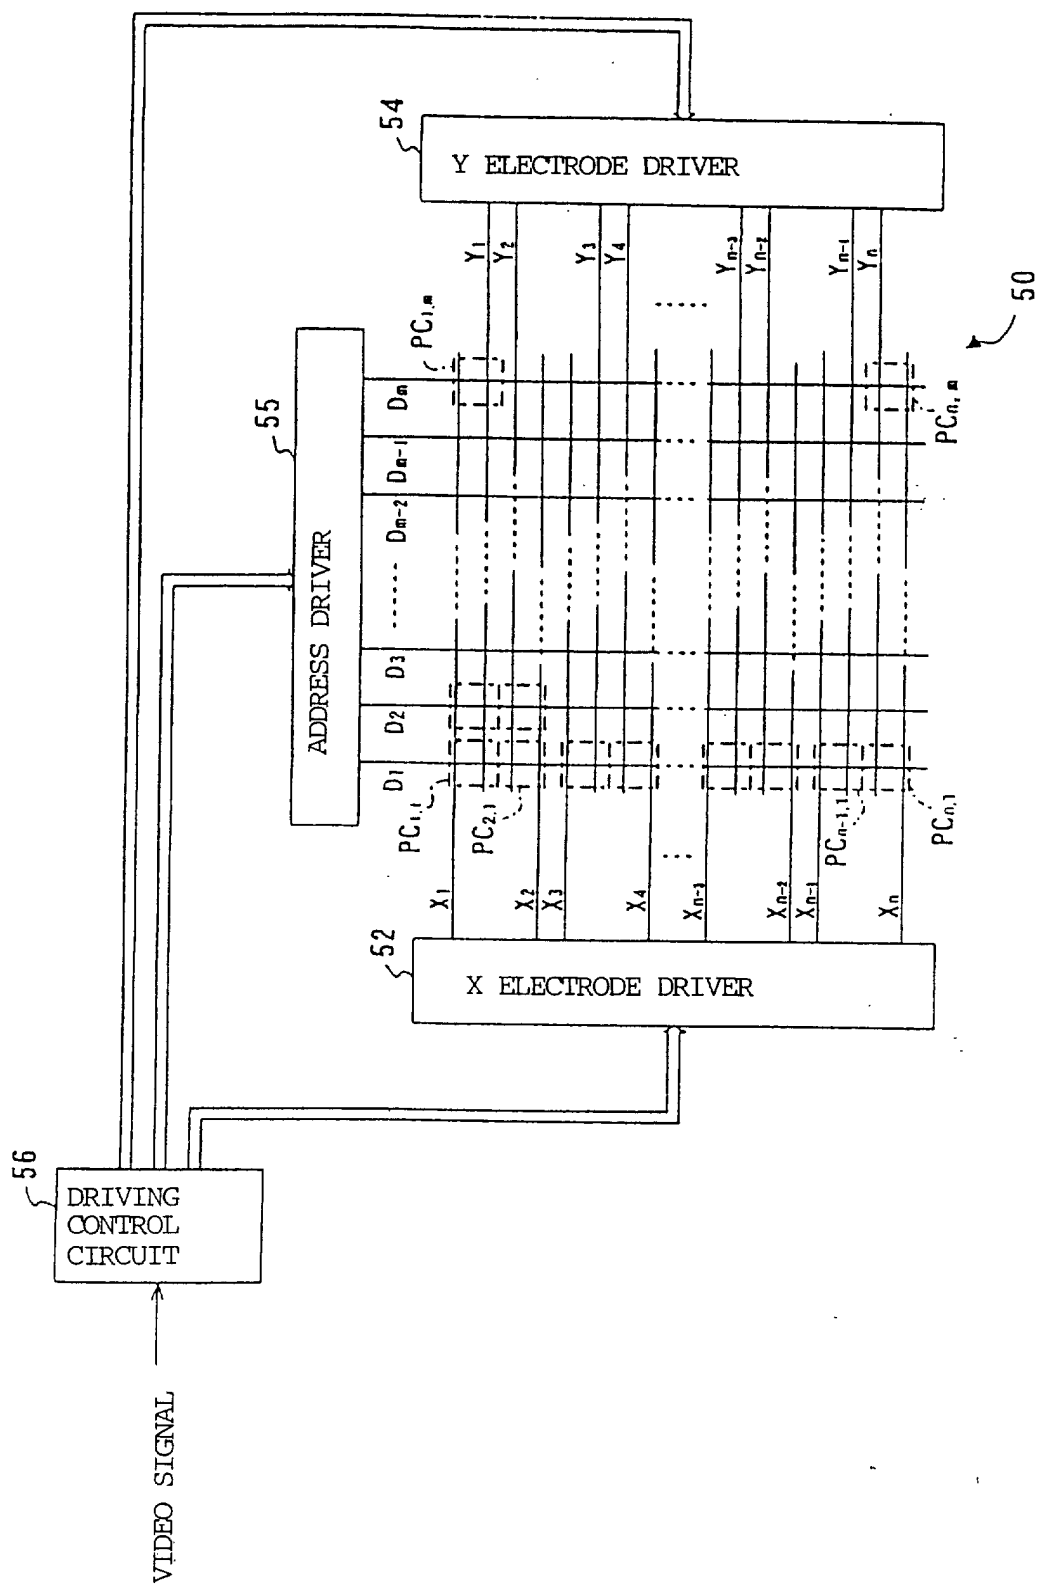 VIDEO SIGNAL
56
DRIVING
CONTROL
CIRCUIT
55
ADDRESS DRIVER
D1 D2 D3 ------ Dm-2 Dm-1 Dm
52
X ELECTRODE DRIVER
X1
X2
X3
X4
Xn-3
Xn-2
Xn-1
Xn
PC1,1
PC2,1
PCn-1,1
PCn,1
PC1,m
PCn,m
54
Y ELECTRODE DRIVER
Y1
Y2
Y3
Y4
Yn-3
Yn-2
Yn-1
Yn
50